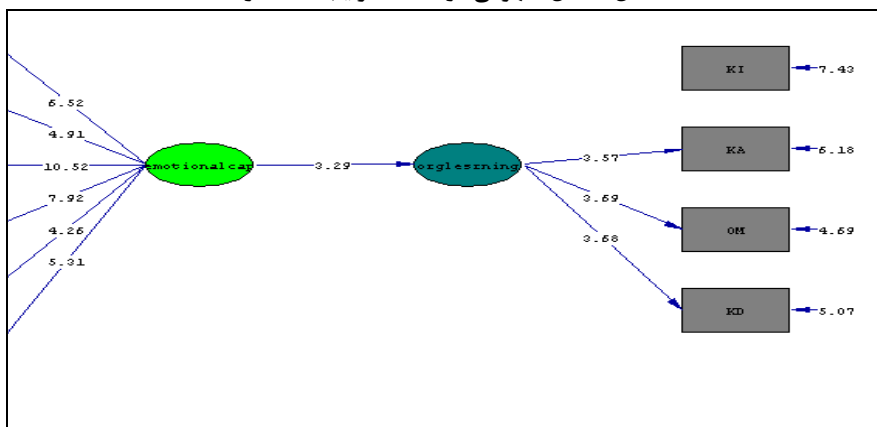 KI
7.43
6.52
4.91
10.52
7.92
4.26
5.31
emotionalcap
3.29
orglesrning
3.57
3.69
3.68
KA
6.18
OM
4.69
KD
5.07